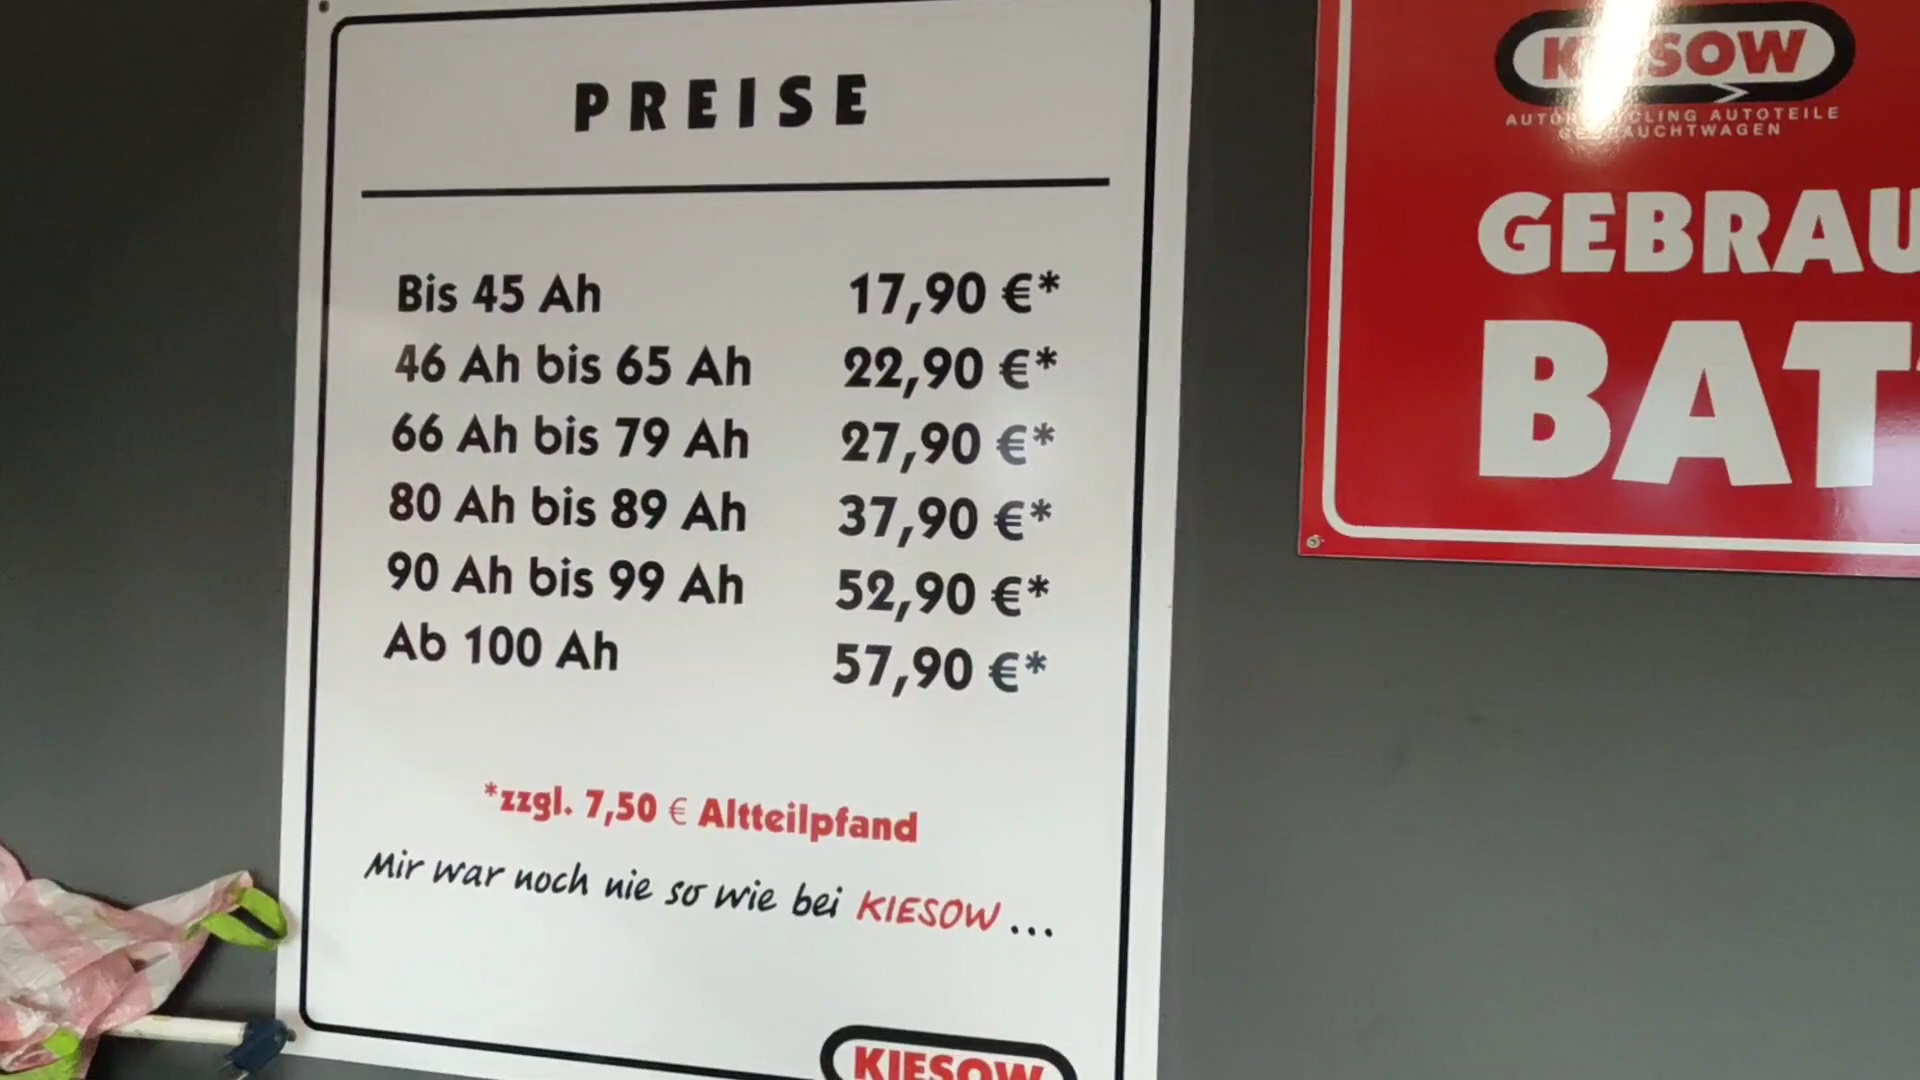 PREISE
Bis 45 Ah 17,90 €*
46 Ah bis 65 Ah 22,90 €*
66 Ah bis 79 Ah 27,90 €*
80 Ah bis 89 Ah 37,90 €*
90 Ah bis 99 Ah 52,90 €*
Ab 100 Ah 57,90 €*
*zzgl. 7,50 € Altteilpfand
Mir war noch nie so wie bei KIESOW ...
KIESOW
KIESOW
AUTOTEILE
GEBRAU
BAT